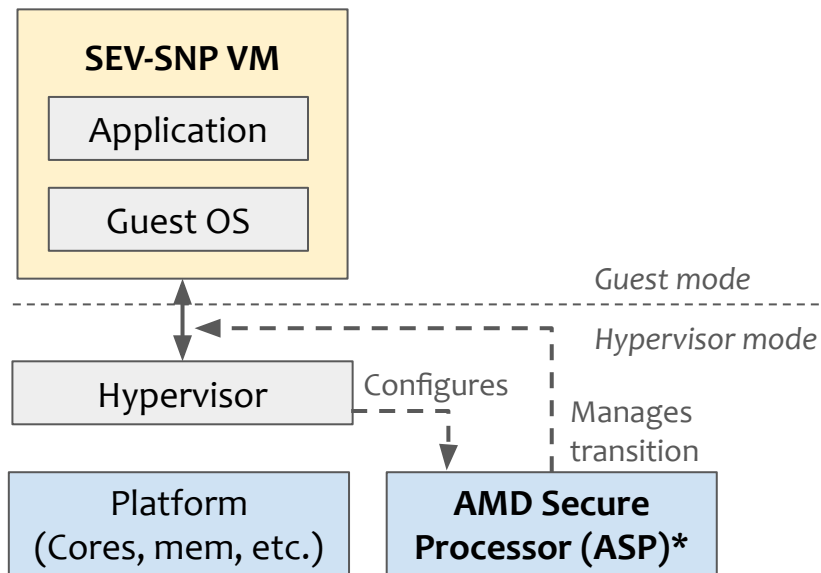 SEV-SNP VM
Application
Guest OS
Guest mode
Hypervisor mode
Hypervisor
Configures
Manages
transition
Platform
(Cores, mem, etc.)
AMD Secure
Processor (ASP)*